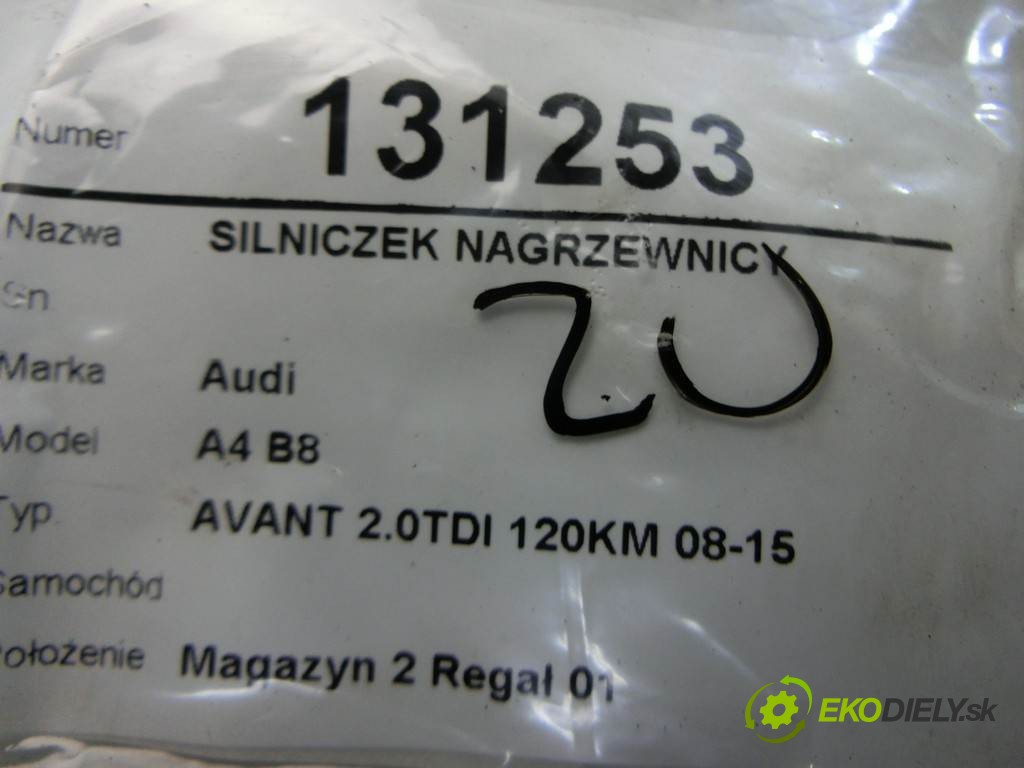 Numer 131253
Nazwa SILNICZEK NAGRZEWNICY
Sn
20
Marka Audi
Model A4 B8
Typ AVANT 2.0TDI 120KM 08-15
Samochód
Położenie Magazyn 2 Regał 01
EKODIELY.sk